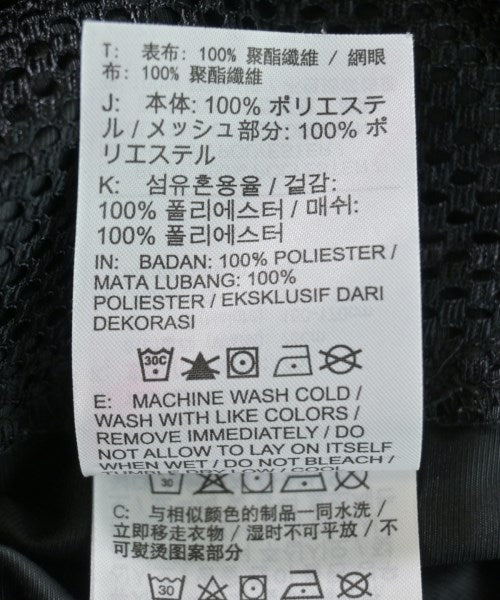 T: 表布: 100% 聚酯纖維 / 網眼
布: 100% 聚酯纖維
J: 本体: 100% ポリエステ
ル / メッシュ部分: 100% ポ
リエステル
K: 섬유혼용율 / 겉감:
100% 폴리에스터 / 매쉬:
100% 폴리에스터
IN: BADAN: 100% POLIESTER /
MATA LUBANG: 100%
POLIESTER / EKSKLUSIF DARI
DEKORASI
30C
E: MACHINE WASH COLD /
WASH WITH LIKE COLORS /
REMOVE IMMEDIATELY / DO
NOT ALLOW TO LAY ON ITSELF
WHEN WET / DO NOT BLEACH /
30
C: 与相似颜色的制品一同水洗 /
立即移走衣物 / 湿时不可平放 / 不
可熨烫图案部分
30